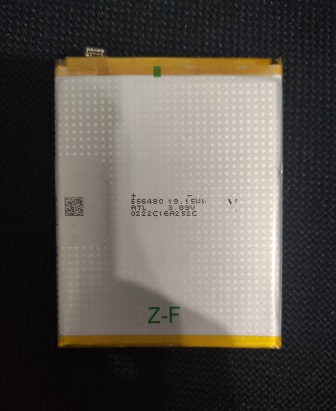 + -
556480 19.15Wh
ATL 3.89V
0222C16A252C
Z-F